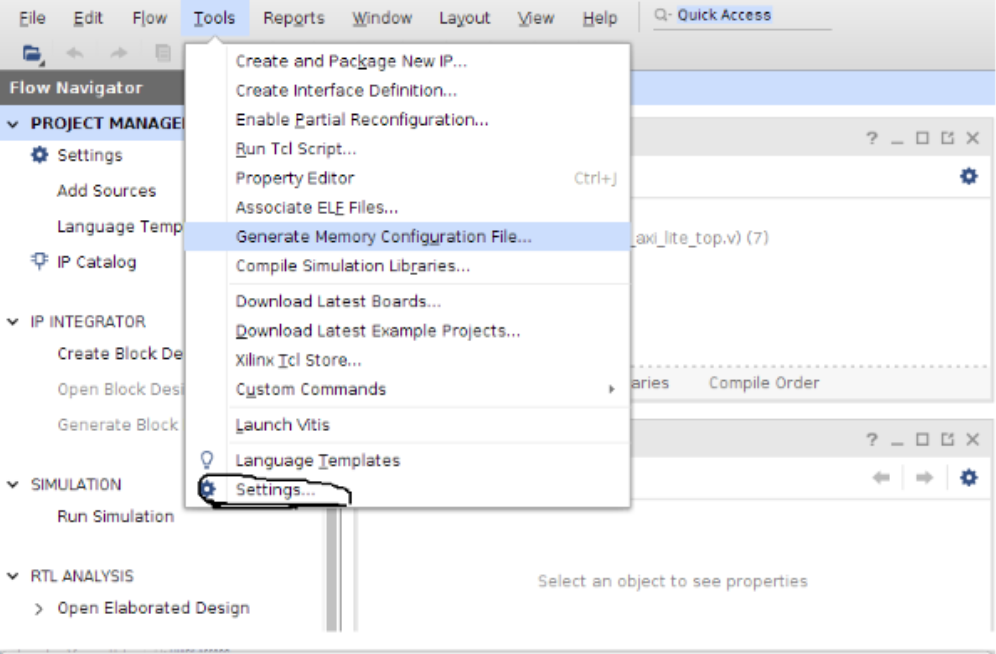 File Edit Flow Tools Reports Window Layout View Help Quick Access
Flow Navigator
PROJECT MANAGE
Settings
Add Sources
Language Temp
IP Catalog
IP INTEGRATOR
Create Block De
Open Block Desi
Generate Block
SIMULATION
Run Simulation
RTL ANALYSIS
Open Elaborated Design
Create and Package New IP...
Create Interface Definition...
Enable Partial Reconfiguration...
Run Tcl Script...
Property Editor Ctrl+J
Associate ELF Files...
Generate Memory Configuration File...
Compile Simulation Libraries...
Download Latest Boards...
Download Latest Example Projects...
Xilinx Tcl Store...
Custom Commands
Launch Vitis
Language Templates
Settings...
_axi_lite_top.v) (7)
aries Compile Order
Select an object to see properties